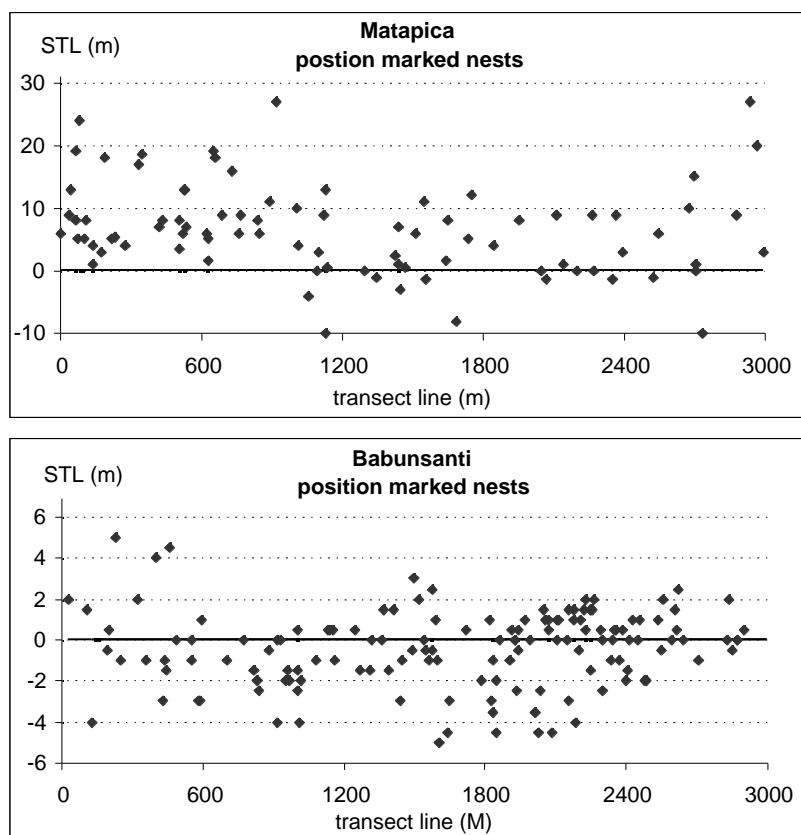 STL (m)
Matapica
postion marked nests
30
20
10
0
-10
0 600 1200 1800 2400 3000
transect line (m)
STL (m)
Babunsanti
position marked nests
6
4
2
0
-2
-4
-6
0 600 1200 1800 2400 3000
transect line (M)